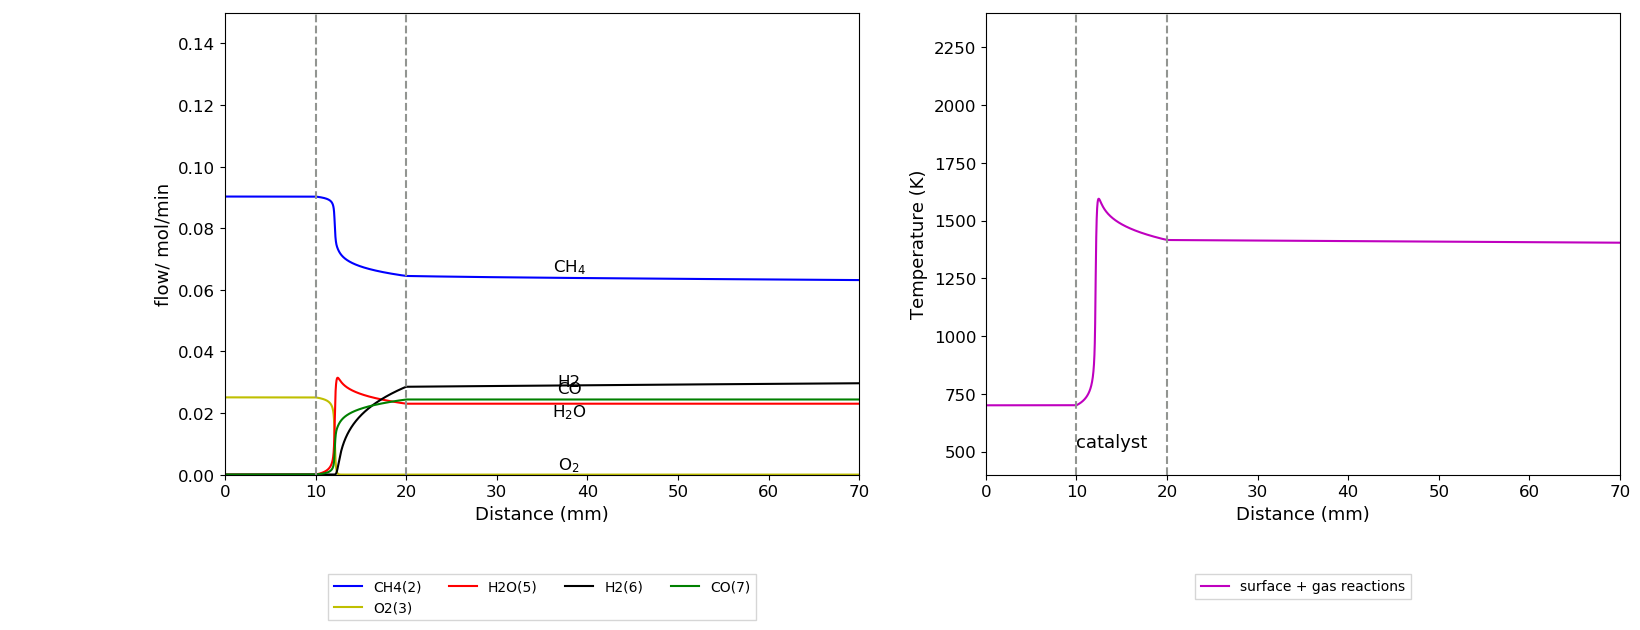 0.14
0.12
0.10
0.08
0.06
0.04
0.02
0.00
flow/ mol/min
CH4
H2
CO
H2O
O2
0 10 20 30 40 50 60 70
Distance (mm)
CH4(2) H2O(5) H2(6) CO(7)
O2(3)
2250
2000
1750
1500
1250
1000
750
500
Temperature (K)
catalyst
0 10 20 30 40 50 60 70
Distance (mm)
surface + gas reactions